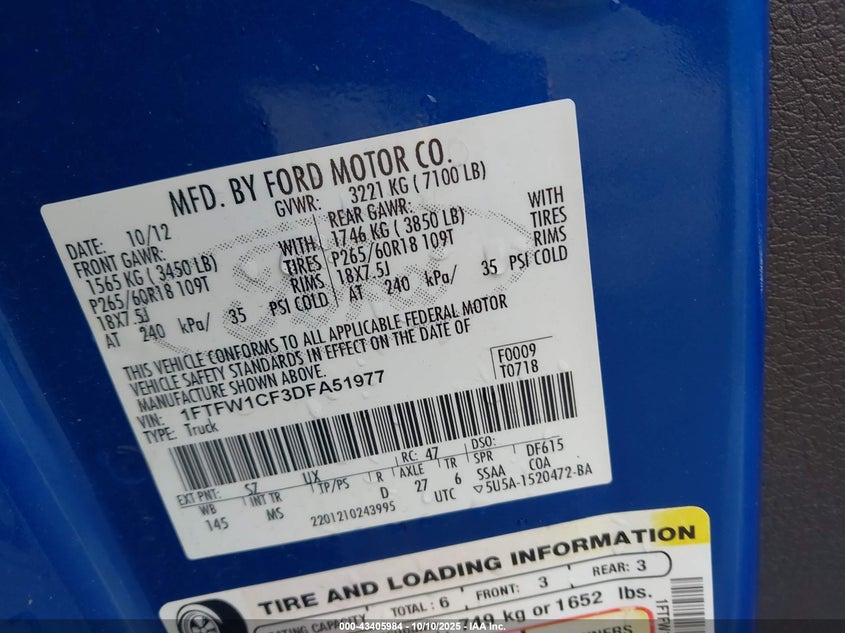 MFD. BY FORD MOTOR CO.
DATE: 10/12 GVWR: 3221 KG ( 7100 LB)
FRONT GAWR: REAR GAWR:
1565 KG ( 3450 LB) WITH 1746 KG ( 3850 LB) WITH
P265/60R18 109T TIRES P265/60R18 109T TIRES
18X7.5J RIMS 18X7.5J RIMS
AT 240 kPa/ 35 PSI COLD AT 240 kPa/ 35 PSI COLD
THIS VEHICLE CONFORMS TO ALL APPLICABLE FEDERAL MOTOR
VEHICLE SAFETY STANDARDS IN EFFECT ON THE DATE OF
MANUFACTURE SHOWN ABOVE.
VIN: 1FTFW1CF3DFA51977
TYPE: Truck
F0009
T0718
EXT PNT: SZ UX RC: 47 DSO:
WB INT TR TP/PS R AXLE TR SPR DF615
145 MS D 27 6 SSAA COA
2201210243995 UTC ▽5U5A-1520472-BA
TIRE AND LOADING INFORMATION
TOTAL : 6 FRONT: 3 REAR: 3
kg or 1652 lbs.
1FTFW
000-43405984 - 10/10/2025 - IAA Inc.